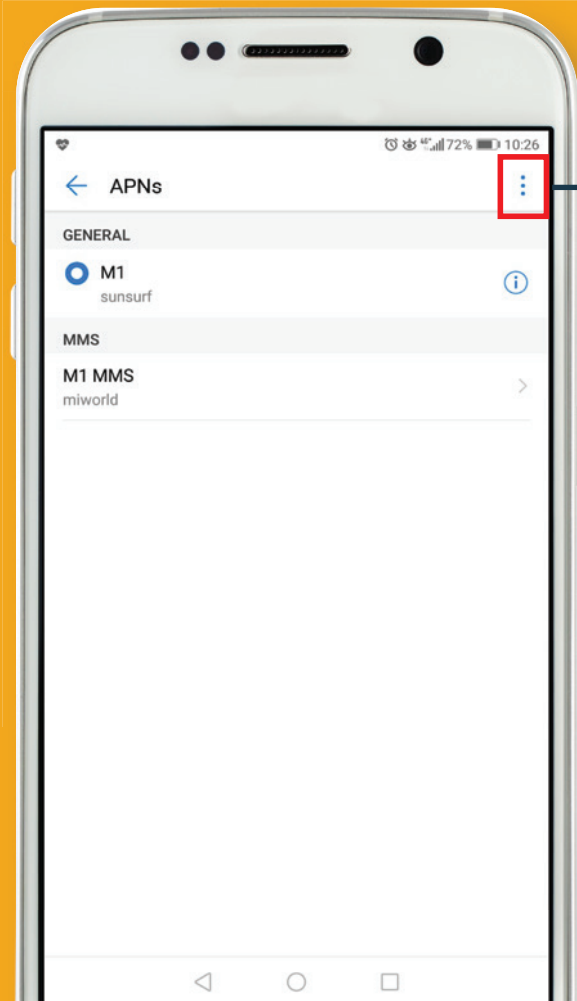 72% 10:26
APNs
GENERAL
M1
sunsurf
MMS
M1 MMS
miworld